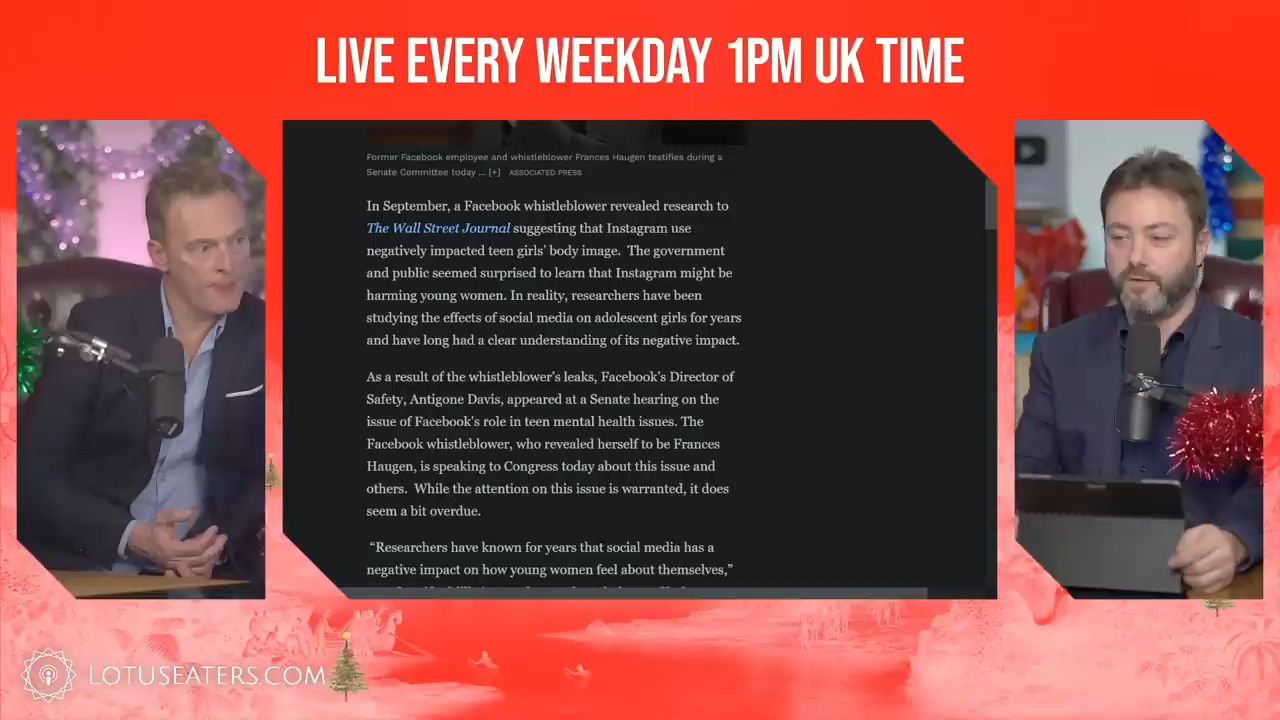 LIVE EVERY WEEKDAY 1PM UK TIME
Former Facebook employee and whistleblower Frances Haugen testifies during a
Senate Committee today ... [+] ASSOCIATED PRESS
In September, a Facebook whistleblower revealed research to
The Wall Street Journal suggesting that Instagram use
negatively impacted teen girls' body image. The government
and public seemed surprised to learn that Instagram might be
harming young women. In reality, researchers have been
studying the effects of social media on adolescent girls for years
and have long had a clear understanding of its negative impact.
As a result of the whistleblower's leaks, Facebook's Director of
Safety, Antigone Davis, appeared at a Senate hearing on the
issue of Facebook's role in teen mental health issues. The
Facebook whistleblower, who revealed herself to be Frances
Haugen, is speaking to Congress today about this issue and
others. While the attention on this issue is warranted, it does
seem a bit overdue.
“Researchers have known for years that social media has a
negative impact on how young women feel about themselves,”
LOTUSEATERS.COM